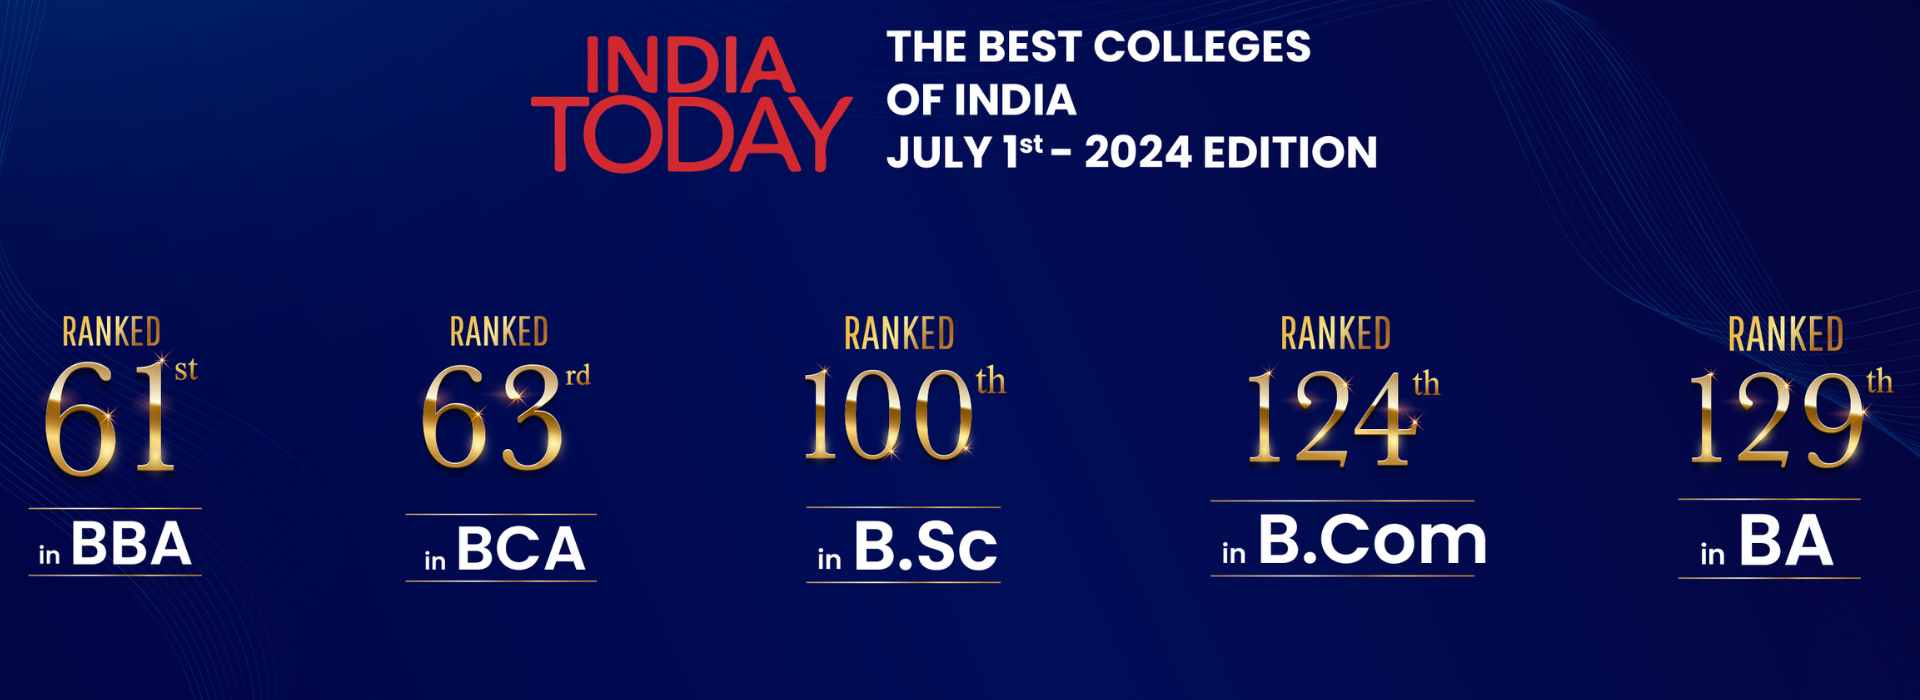 INDIA
TODAY
THE BEST COLLEGES
OF INDIA
JULY 1st - 2024 EDITION
RANKED
61st
in BBA
RANKED
63rd
in BCA
RANKED
100th
in B.Sc
RANKED
124th
in B.Com
RANKED
129th
in BA